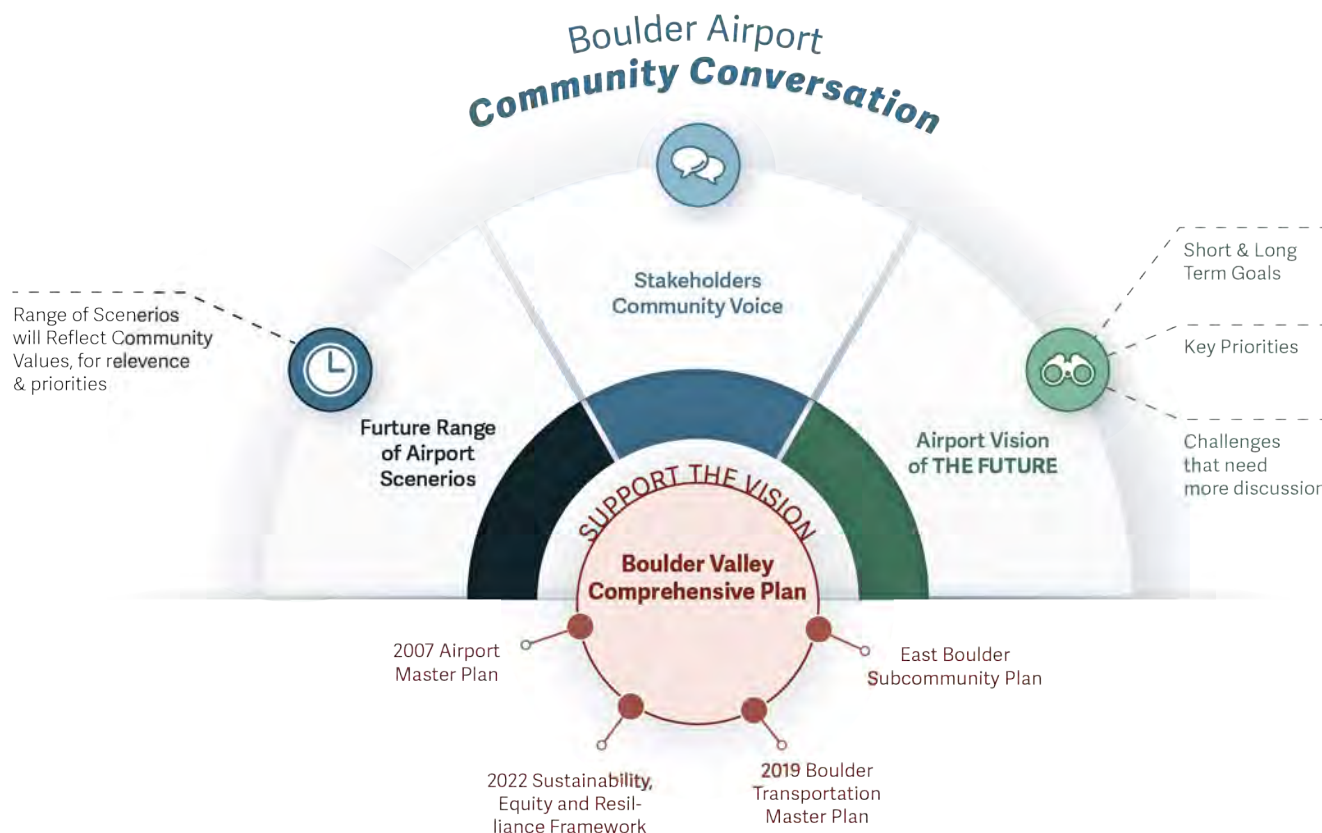 Boulder Airport
Community Conversation
Stakeholders
Community Voice
Range of Scenerios
will Reflect Community
Values, for relevence
& priorities
Furture Range
of Airport
Scenerios
Airport Vision
of THE FUTURE
Short & Long
Term Goals
Key Priorities
Challenges
that need
more discussion
SUPPORT THE VISION
Boulder Valley
Comprehensive Plan
2007 Airport
Master Plan
2022 Sustainability,
Equity and Resil-
liance Framework
2019 Boulder
Transportation
Master Plan
East Boulder
Subcommunity Plan